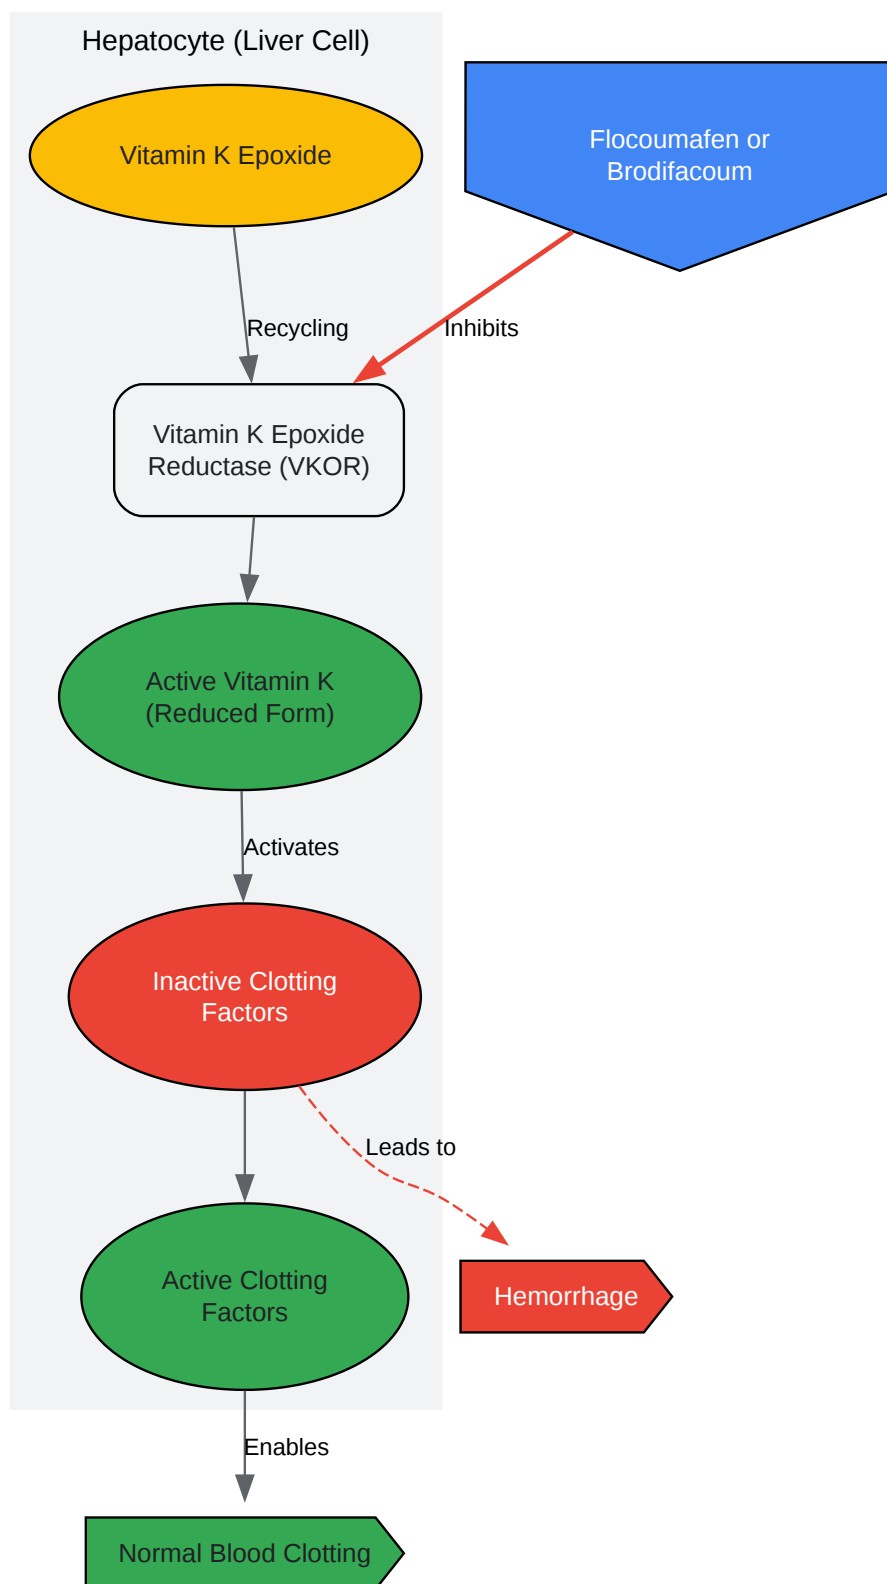 Hepatocyte (Liver Cell)
Vitamin K Epoxide
Flocoumafen or
Brodifacoum
Recycling
Inhibits
Vitamin K Epoxide
Reductase (VKOR)
Active Vitamin K
(Reduced Form)
Activates
Inactive Clotting
Factors
Leads to
Active Clotting
Factors
Hemorrhage
Enables
Normal Blood Clotting